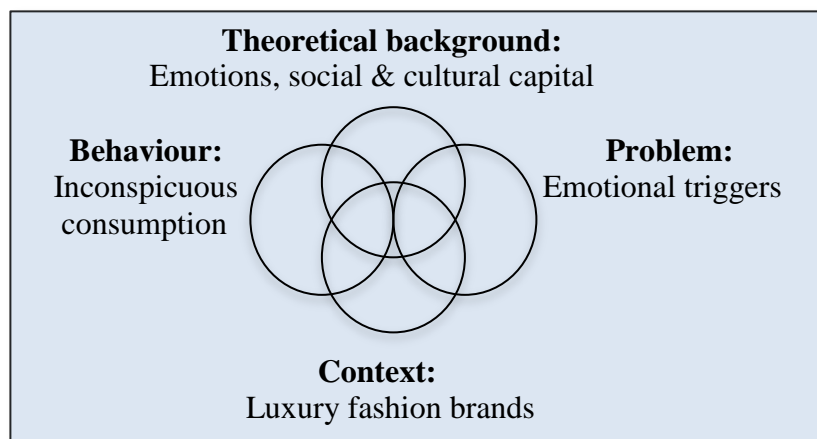 Theoretical background:
Emotions, social & cultural capital
Behaviour:
Inconspicuous
consumption
Problem:
Emotional triggers
Context:
Luxury fashion brands